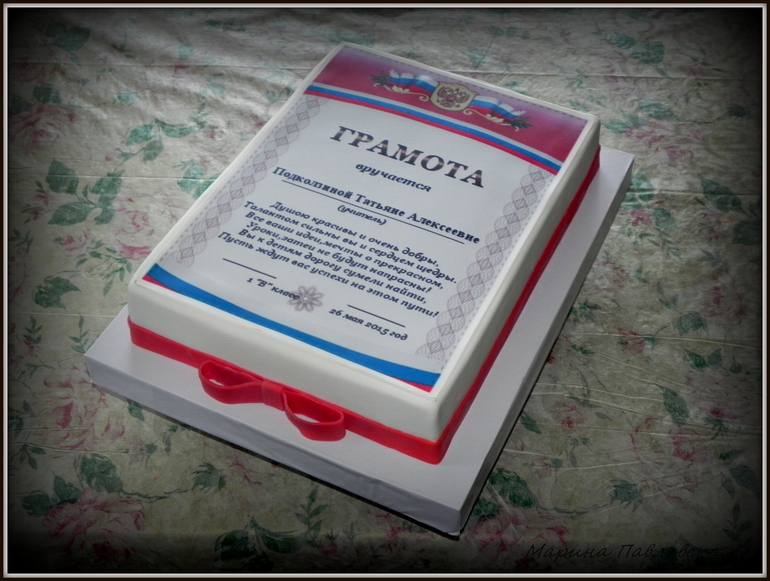 ГРАМОТА
вручается
Подколзиной Татьяне Алексеевне
(учитель)
Душою красивы и очень добры,
Талантом сильны вы и сердцем щедры.
Все ваши идеи,мечты о прекрасном,
Уроки,затеи не будут напрасны!
Вы к детям дорогу сумели найти,
Пусть ждут вас успехи на этом пути!
1 "В" класс
26 мая 2015 год
Марина